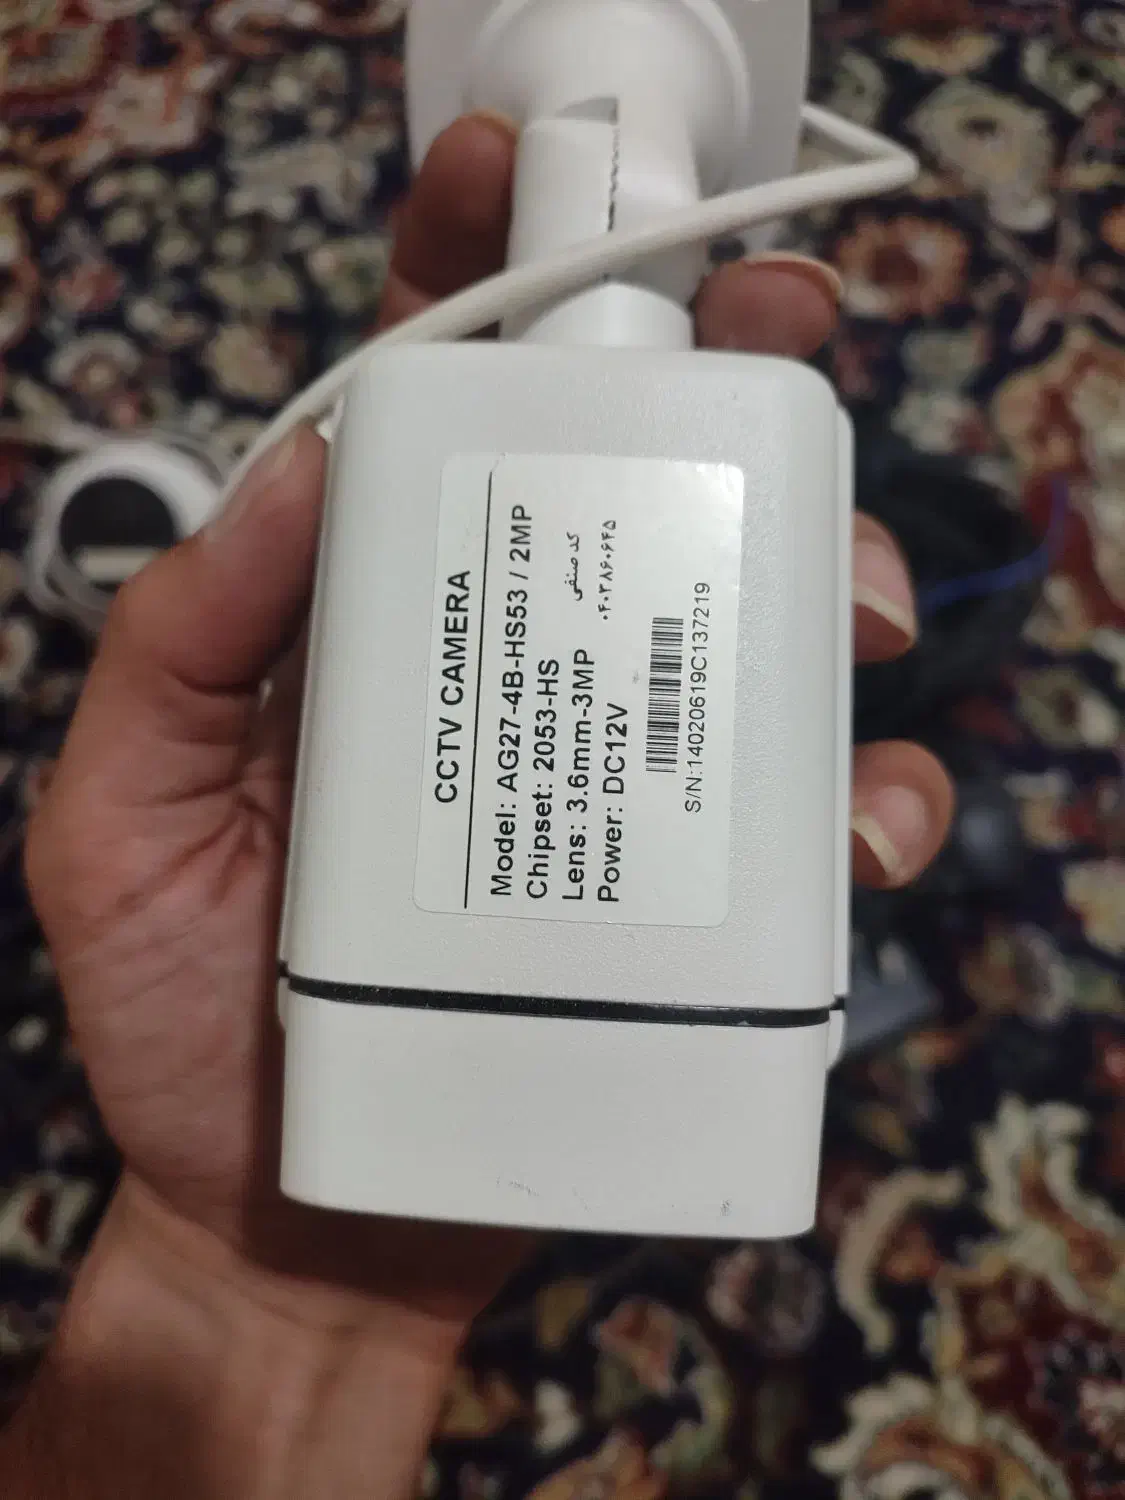 CCTV CAMERA
Model: AG27-4B-HS53 / 2MP
Chipset: 2053-HS
Lens: 3.6mm-3MP
Power: DC12V
کد صنفی
۰۴۰۳۸۶۰۶۴۵
S/N:14020619C137219